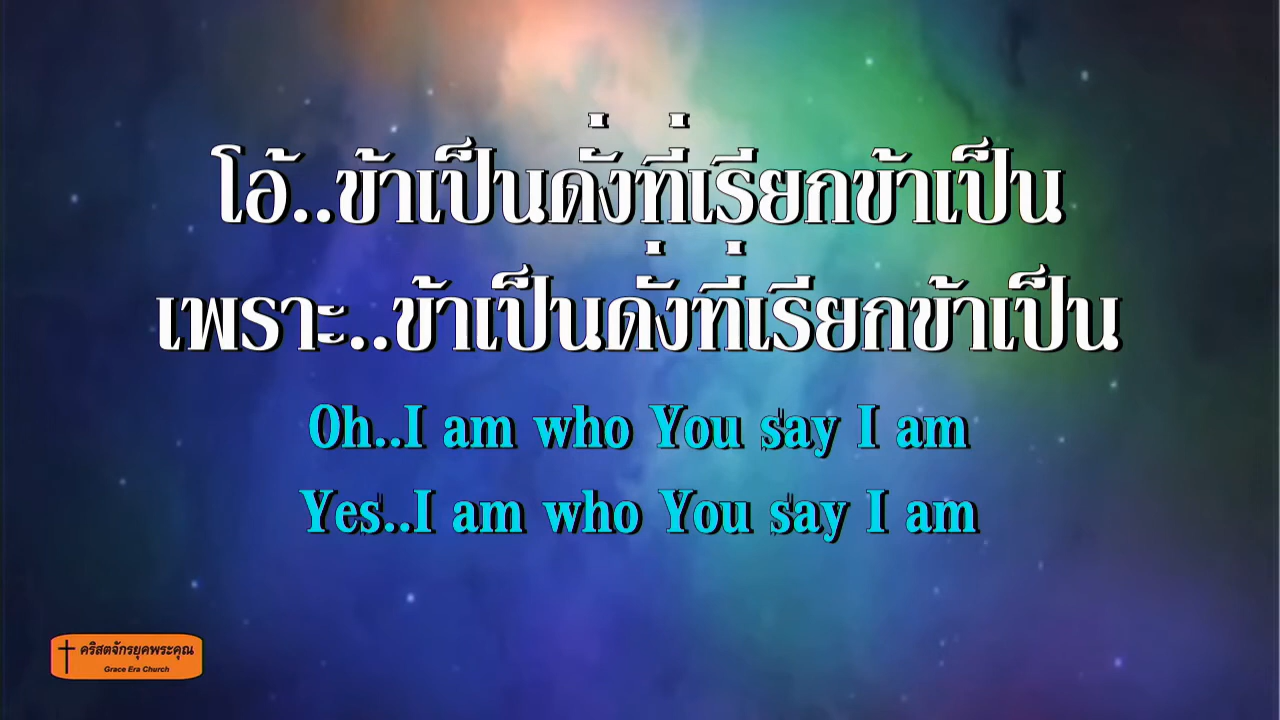 โอ้..ข้าเป็นดั่งที่เรียกข้าเป็น
เพราะ..ข้าเป็นดั่งที่เรียกข้าเป็น
Oh..I am who You say I am
Yes..I am who You say I am
คริสตจักรยุคพระคุณ
Grace Era Church